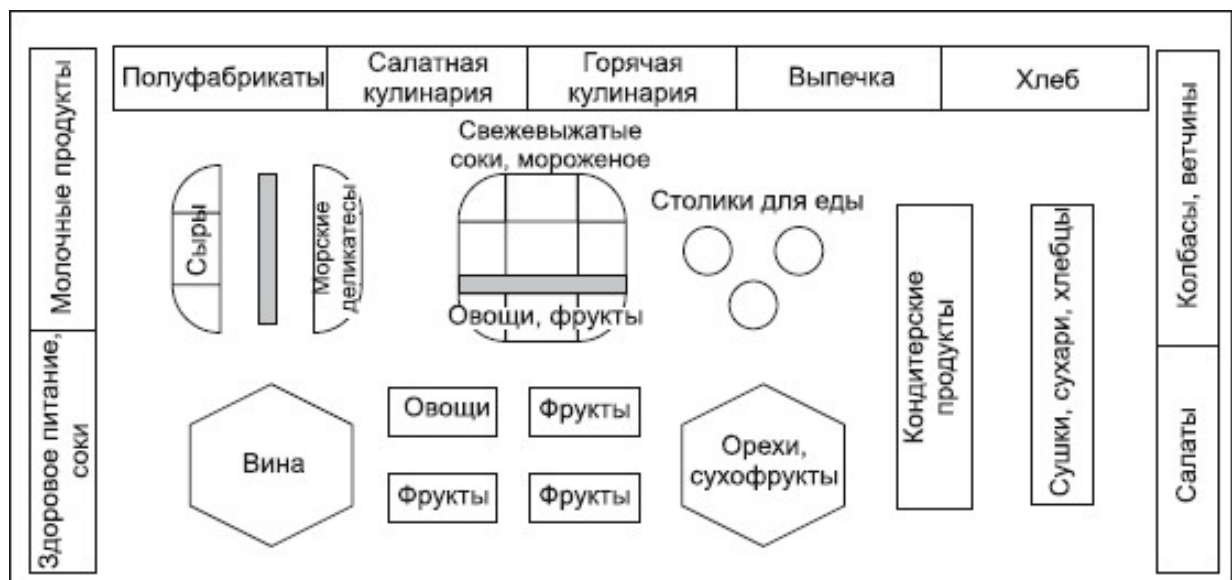 Молочные продукты
Здоровое питание,
соки
Полуфабрикаты
Салатная
кулинария
Горячая
кулинария
Выпечка
Хлеб
Колбасы, ветчины
Салаты
Сыры
Морские
деликатесы
Свежевыжатые
соки, мороженое
Овощи, фрукты
Столики для еды
Кондитерские
продукты
Сушки, сухари, хлебцы
Вина
Овощи
Фрукты
Фрукты
Фрукты
Орехи,
сухофрукты